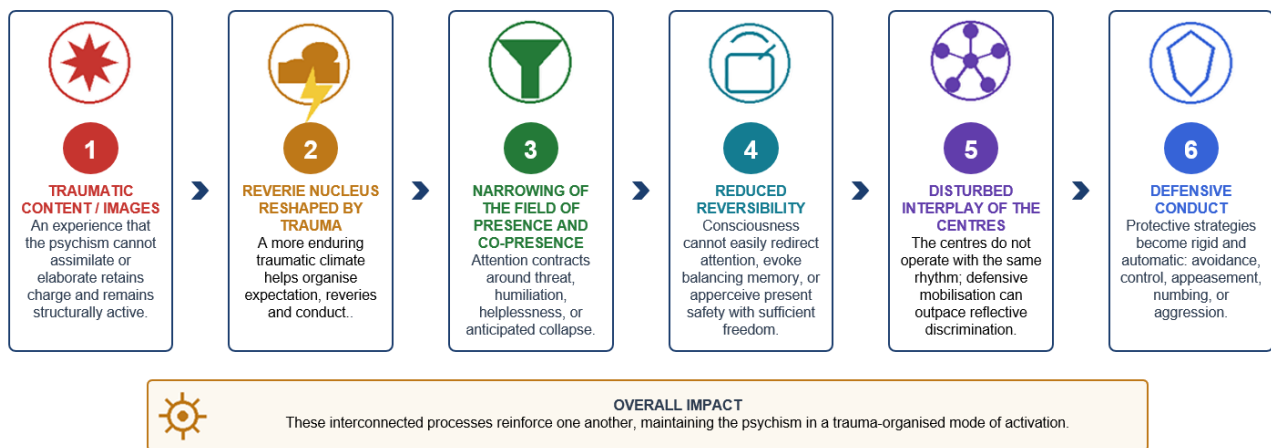 1
TRAUMATIC
CONTENT / IMAGES
An experience that
the psychism cannot
assimilate or
elaborate retains
charge and remains
structurally active.
2
REVERIE NUCLEUS
RESHAPED BY
TRAUMA
A more enduring
traumatic climate
helps organise
expectation, reveries
and conduct..
3
NARROWING OF
THE FIELD OF
PRESENCE AND
CO-PRESENCE
Attention contracts
around threat,
humiliation,
helplessness, or
anticipated collapse.
4
REDUCED
REVERSIBILITY
Consciousness
cannot easily redirect
attention, evoke
balancing memory, or
apperceive present
safety with sufficient
freedom.
5
DISTURBED
INTERPLAY OF THE
CENTRES
The centres do not
operate with the same
rhythm; defensive
mobilisation can
outpace reflective
discrimination.
6
DEFENSIVE
CONDUCT
Protective strategies
become rigid and
automatic: avoidance,
control, appeasement,
numbing, or
aggression.
OVERALL IMPACT
These interconnected processes reinforce one another, maintaining the psychism in a trauma-organised mode of activation.